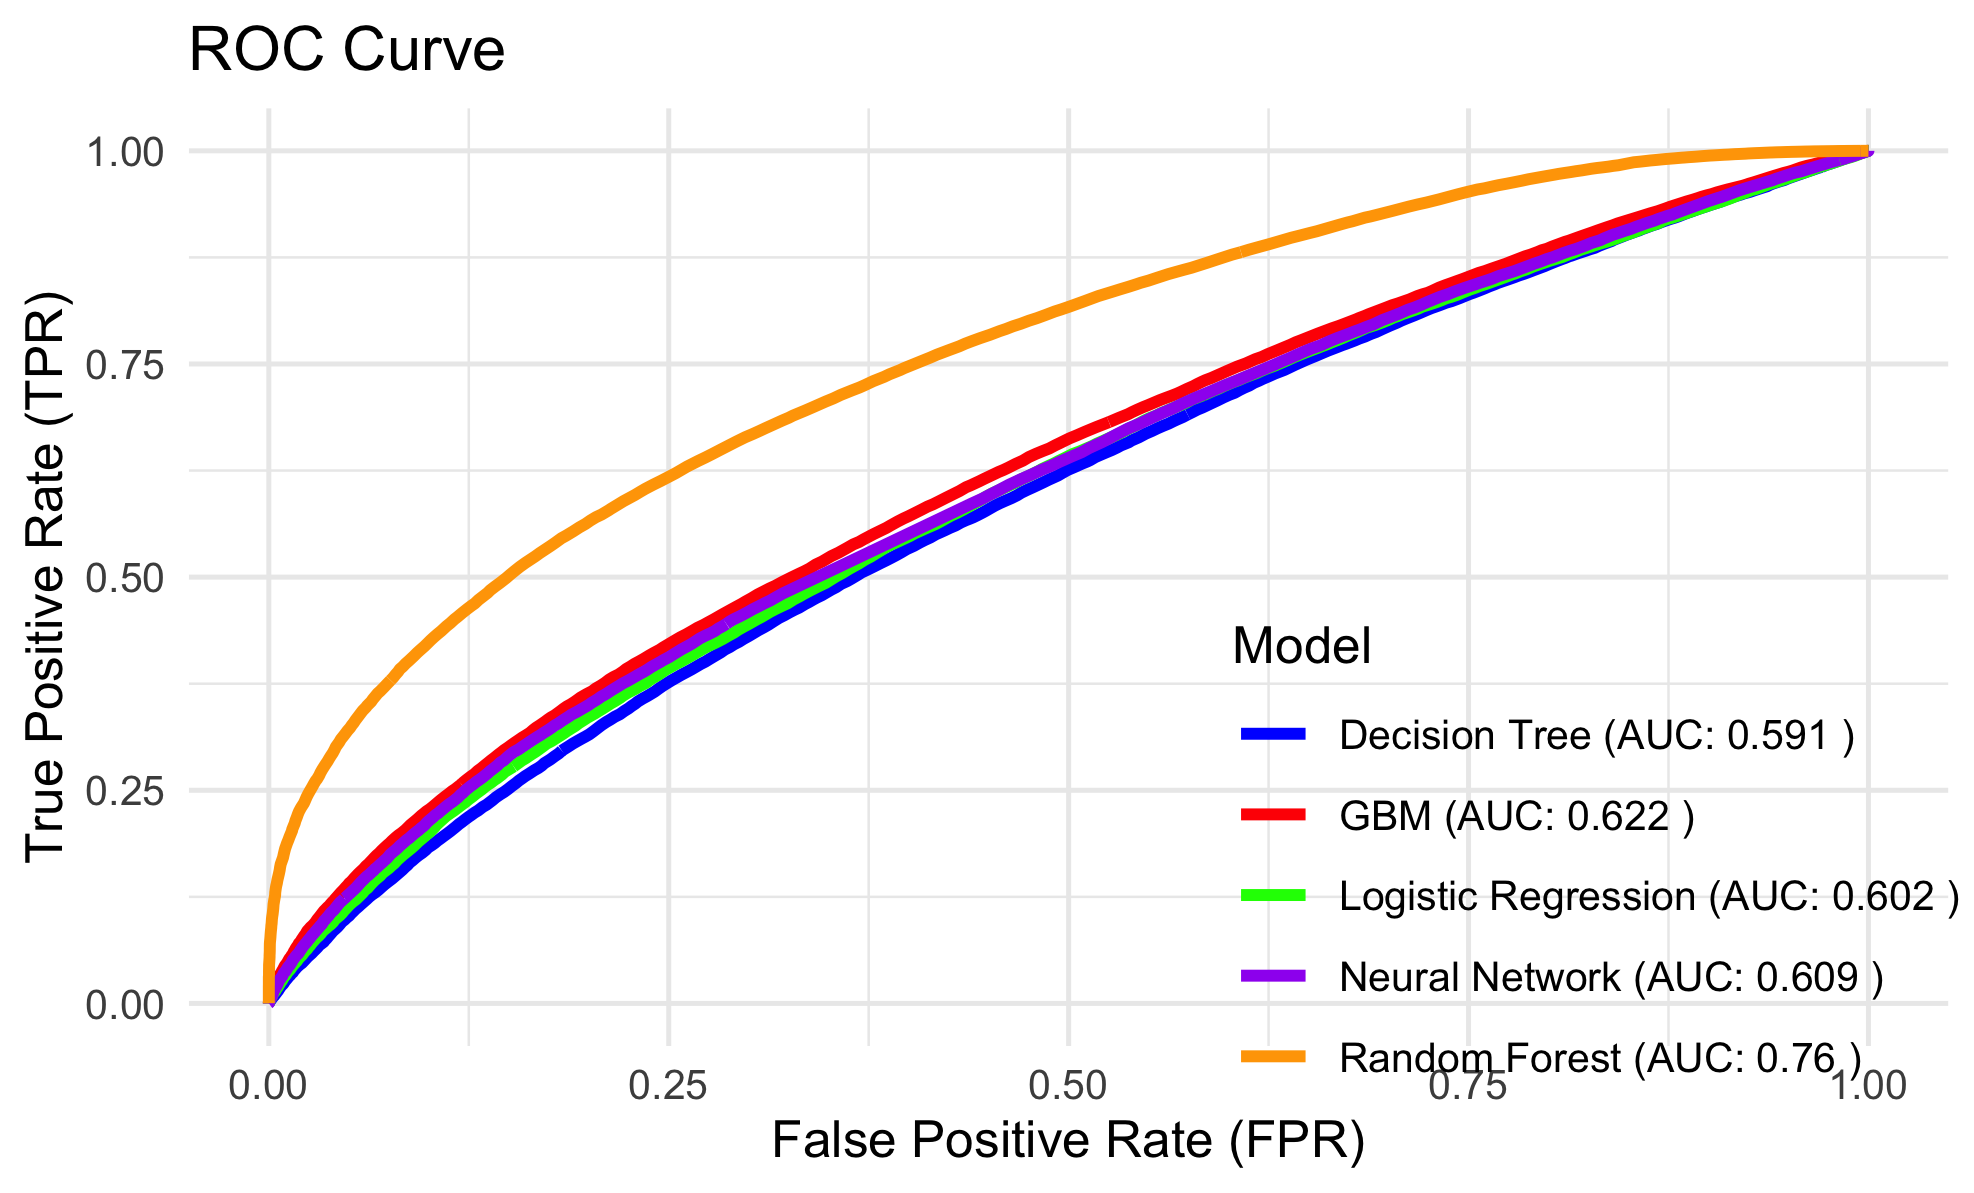 ROC Curve
True Positive Rate (TPR)
1.00
0.75
0.50
0.25
0.00
Model
Decision Tree (AUC: 0.591 )
GBM (AUC: 0.622 )
Logistic Regression (AUC: 0.602 )
Neural Network (AUC: 0.609 )
Random Forest (AUC: 0.76 )
0.00 0.25 0.50 0.75 1.00
False Positive Rate (FPR)